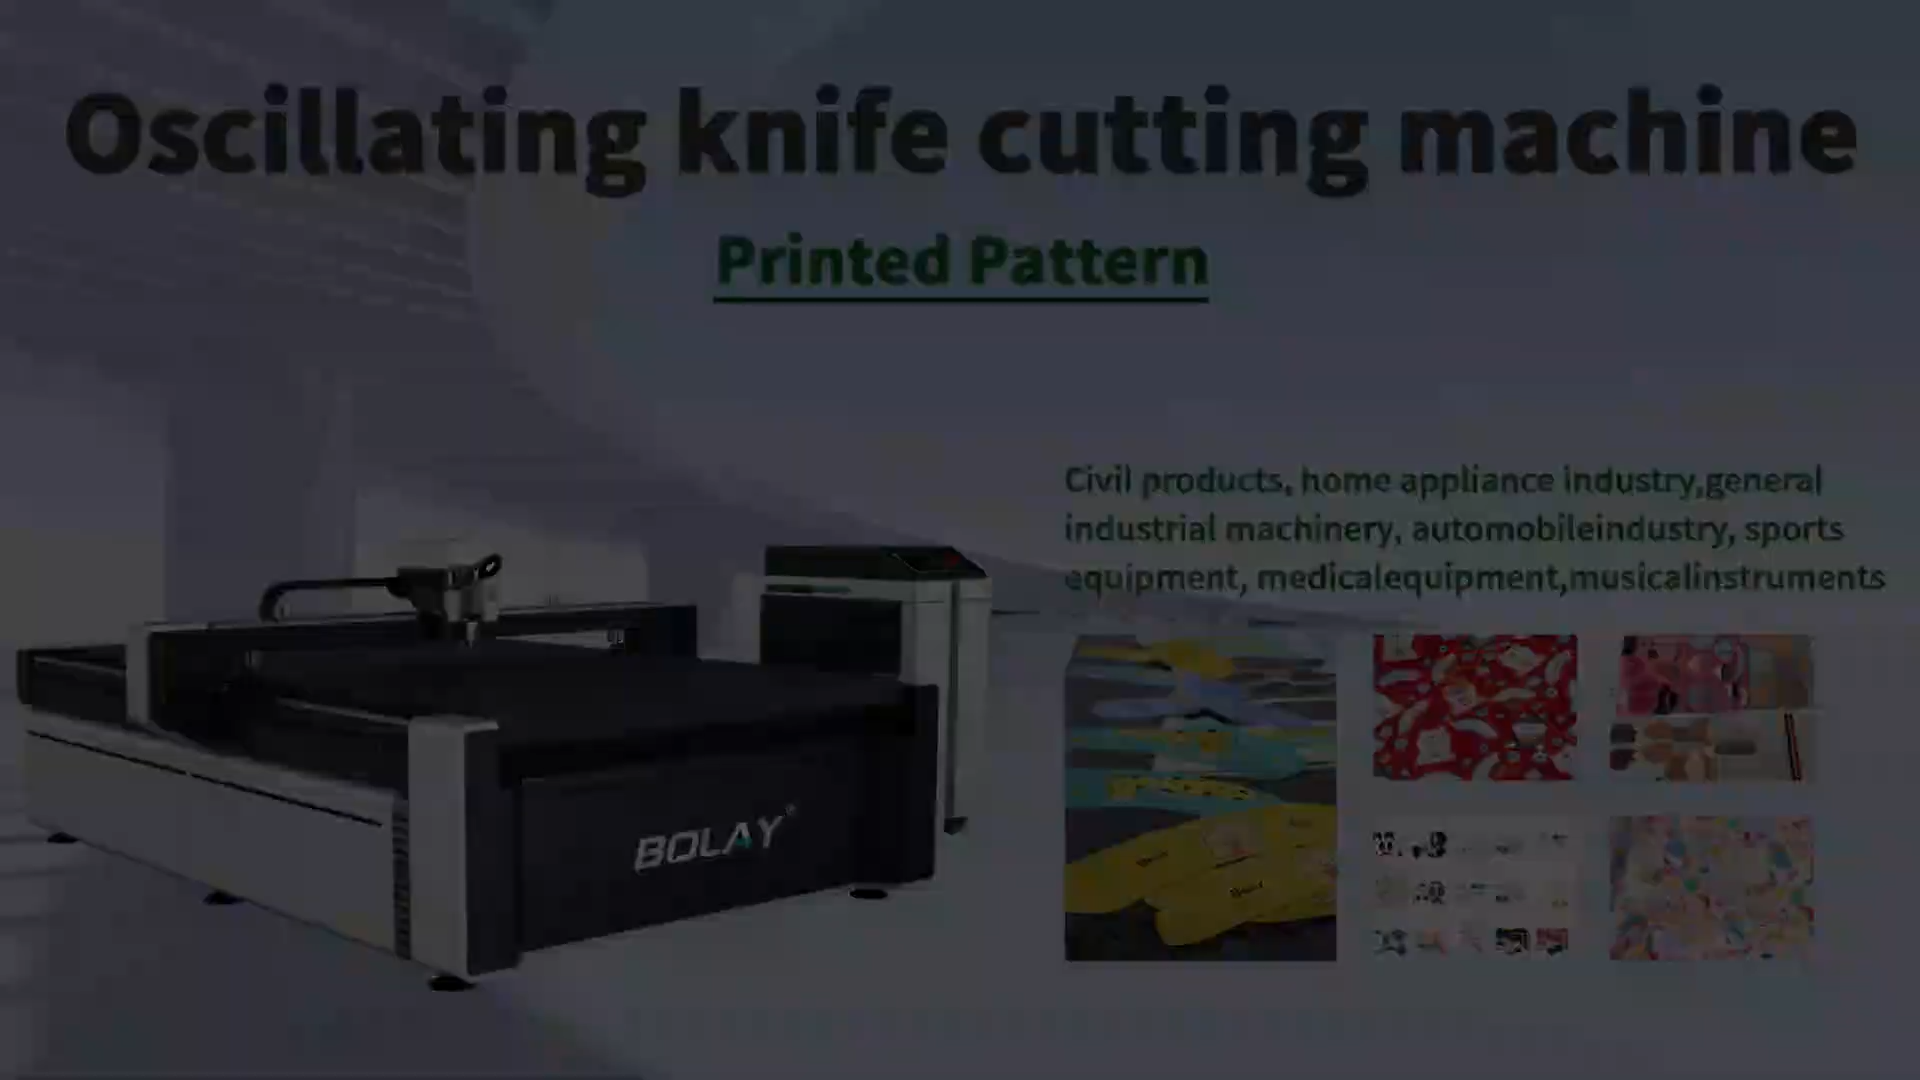 Oscillating knife cutting machine
Printed Pattern
Civil products, home appliance industry,general
industrial machinery, automobileindustry, sports
equipment, medicalequipment,musicalinstruments
BOLAY